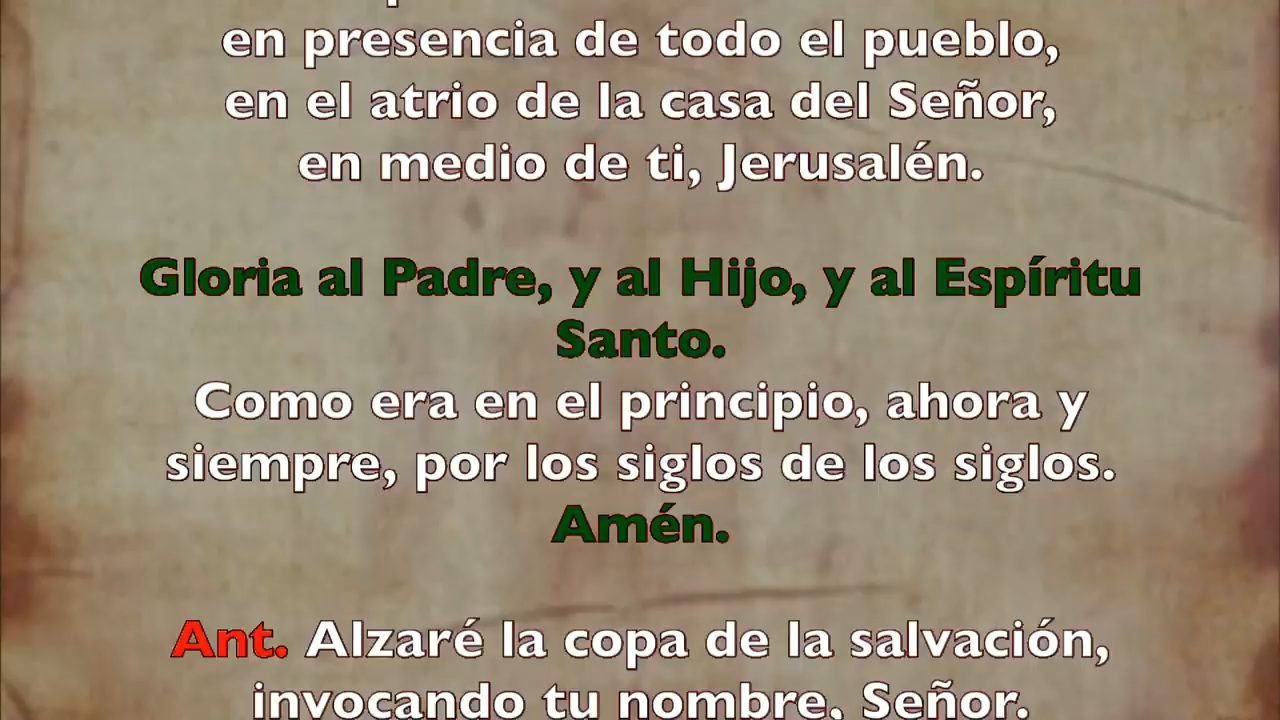 en presencia de todo el pueblo,
en el atrio de la casa del Señor,
en medio de ti, Jerusalén.
Gloria al Padre, y al Hijo, y al Espíritu
Santo.
Como era en el principio, ahora y
siempre, por los siglos de los siglos.
Amén.
Ant. Alzaré la copa de la salvación,
invocando tu nombre, Señor.